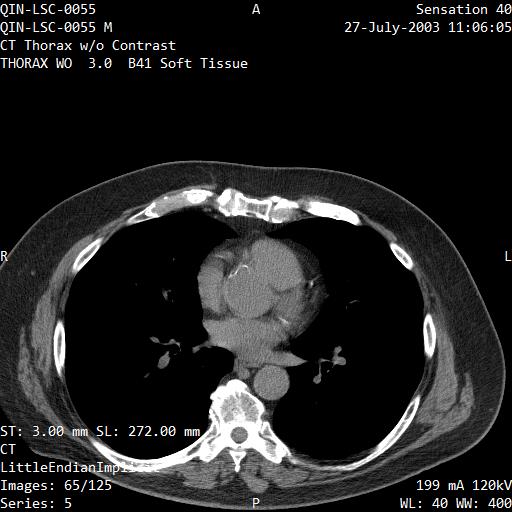 QIN-LSC-0055 A Sensation 40
QIN-LSC-0055 M 27-July-2003 11:06:05
CT Thorax w/o Contrast
THORAX WO 3.0 B41 Soft Tissue
R L
ST: 3.00 mm SL: 272.00 mm
CT
Images: 65/125 199 mA 120kV
Series: 5 P WL: 40 WW: 400